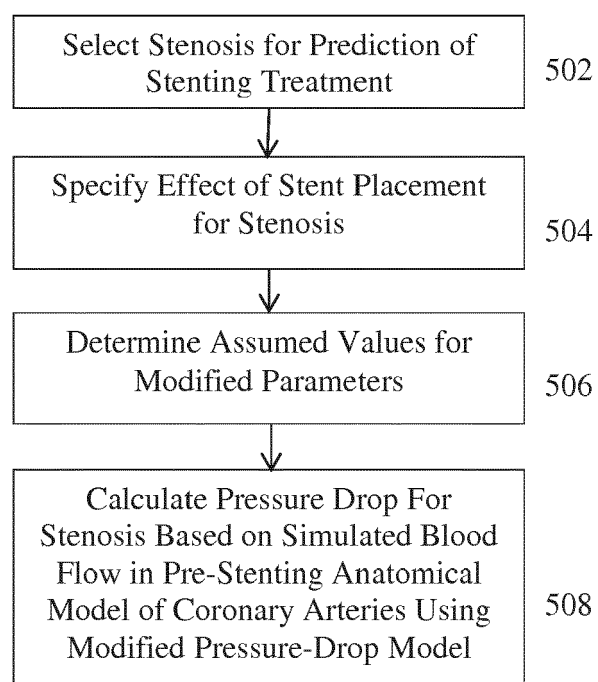 Select Stenosis for Prediction of
Stenting Treatment
502
Specify Effect of Stent Placement
for Stenosis
504
Determine Assumed Values for
Modified Parameters
506
Calculate Pressure Drop For
Stenosis Based on Simulated Blood
Flow in Pre-Stenting Anatomical
Model of Coronary Arteries Using
Modified Pressure-Drop Model
508